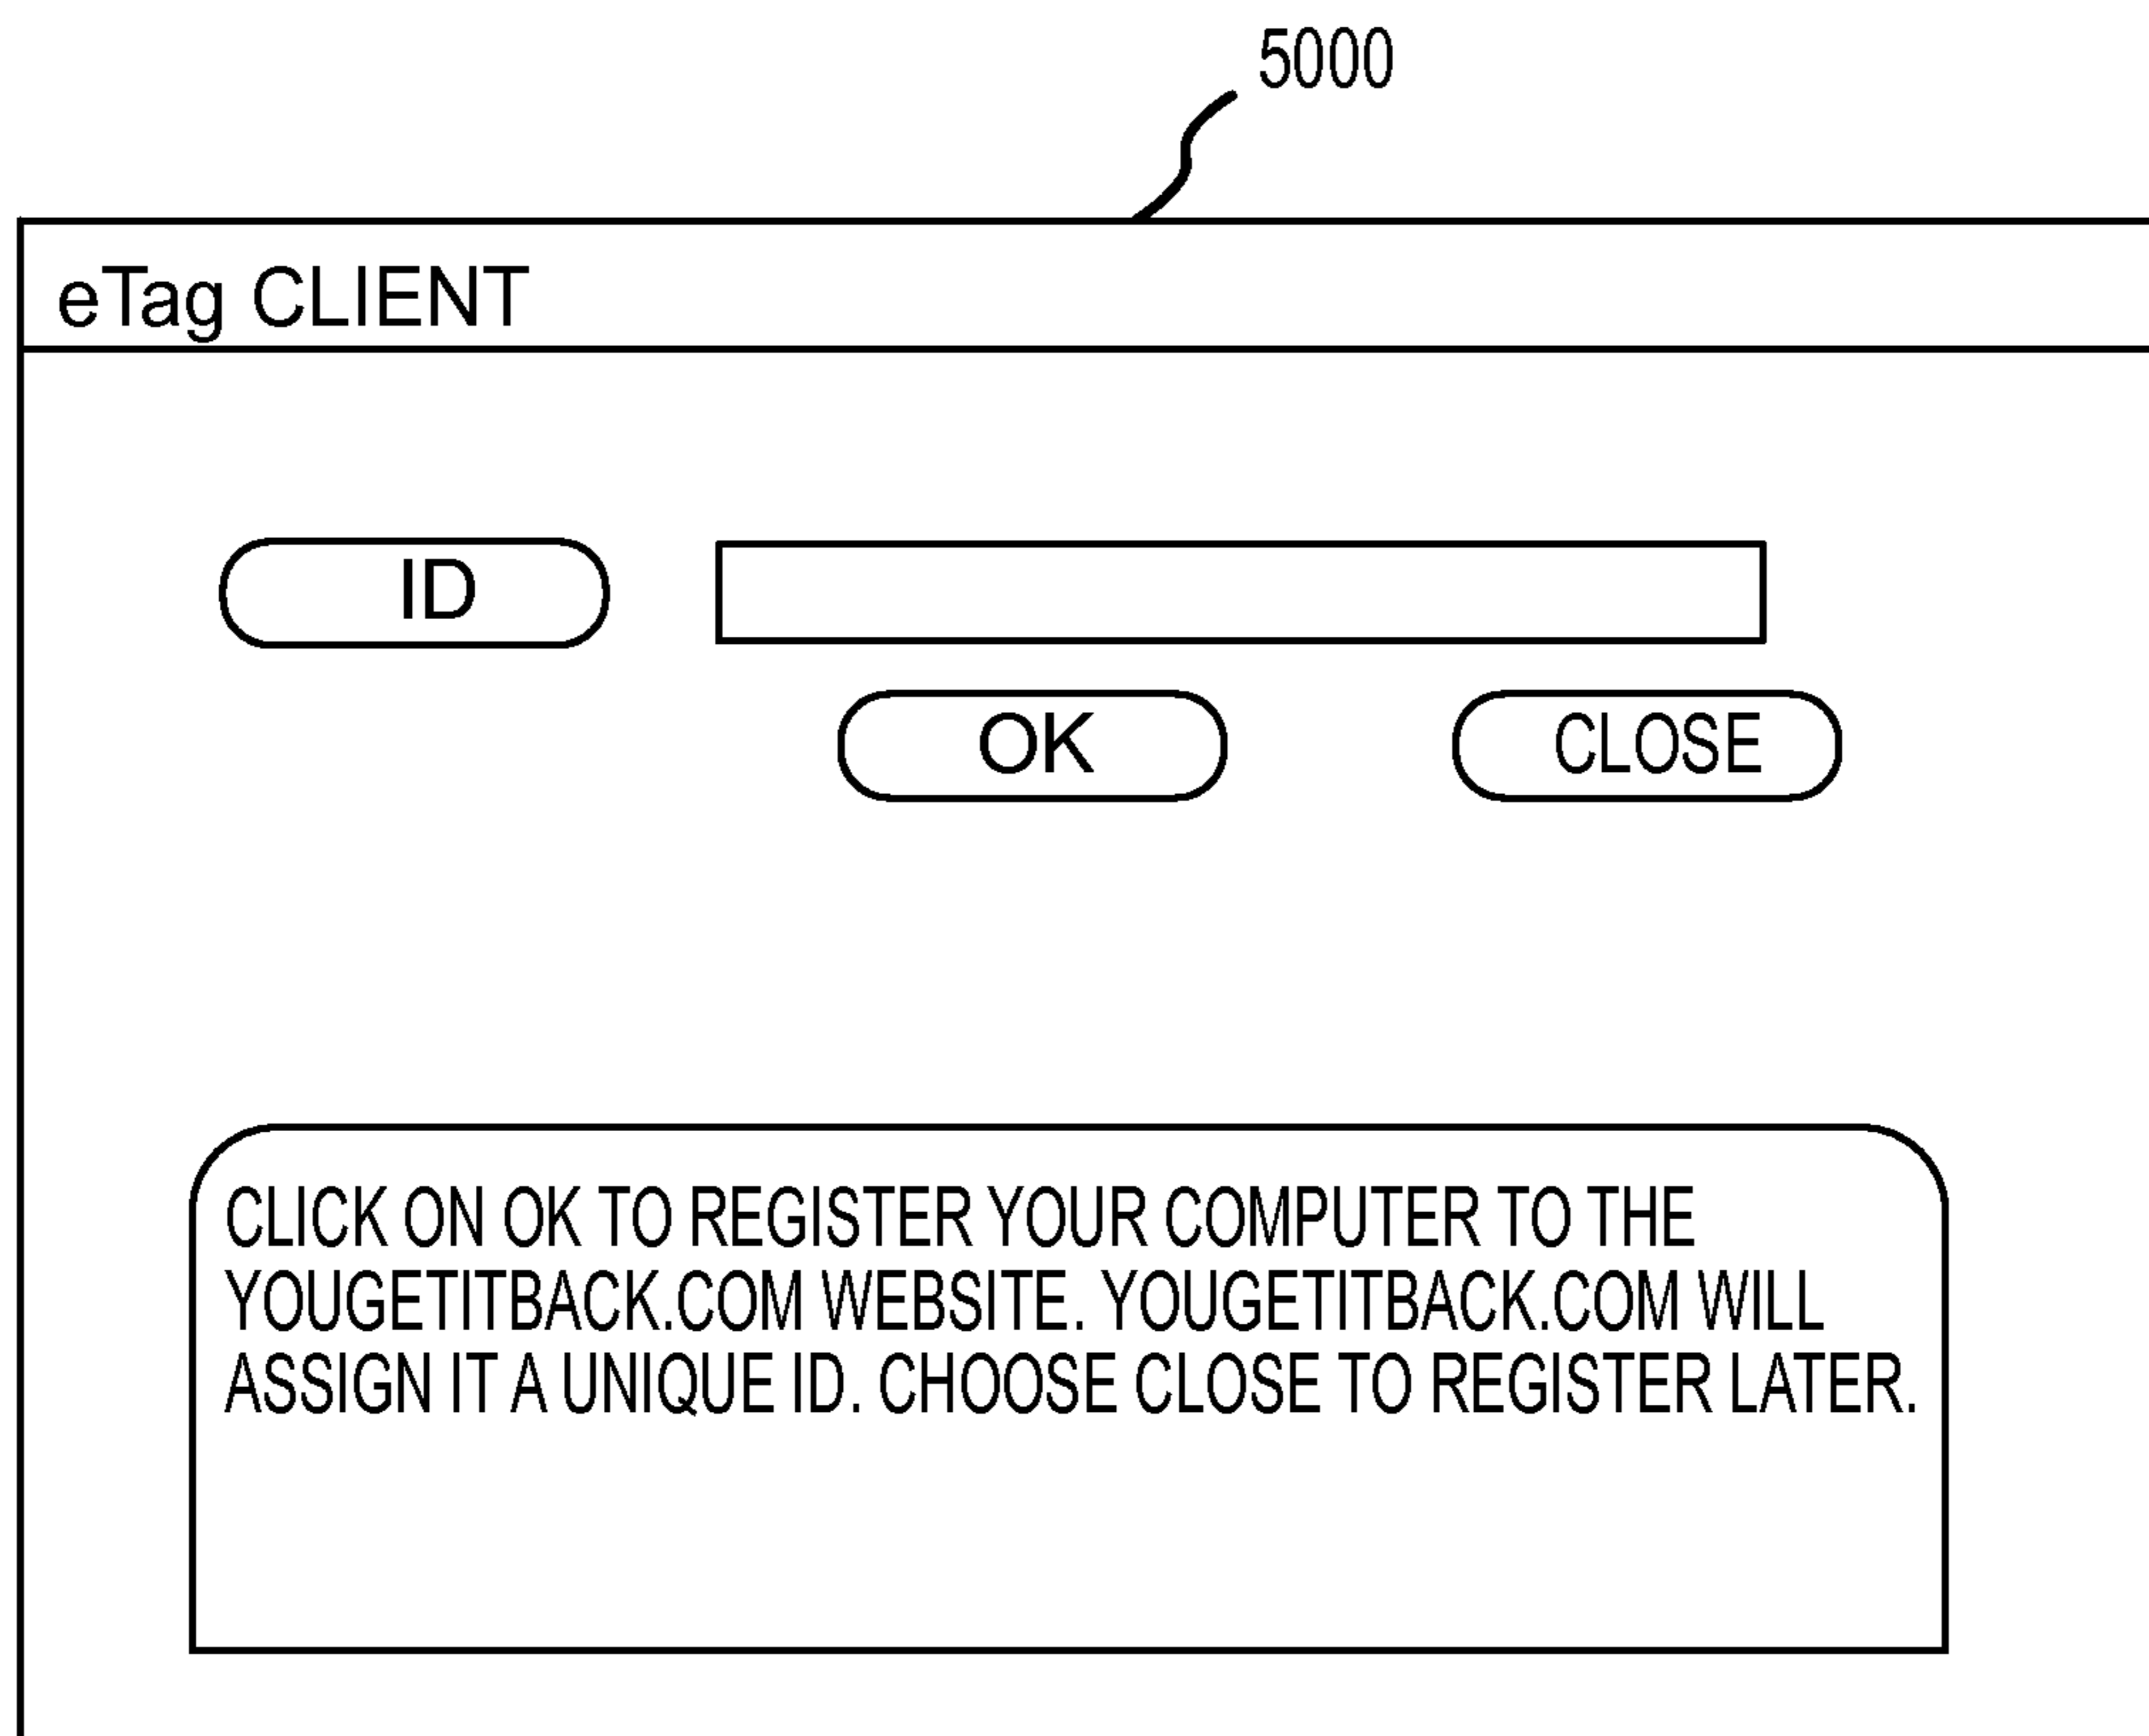 5000
eTag CLIENT
ID
OK CLOSE
CLICK ON OK TO REGISTER YOUR COMPUTER TO THE
YOUGETITBACK.COM WEBSITE. YOUGETITBACK.COM WILL
ASSIGN IT A UNIQUE ID. CHOOSE CLOSE TO REGISTER LATER.